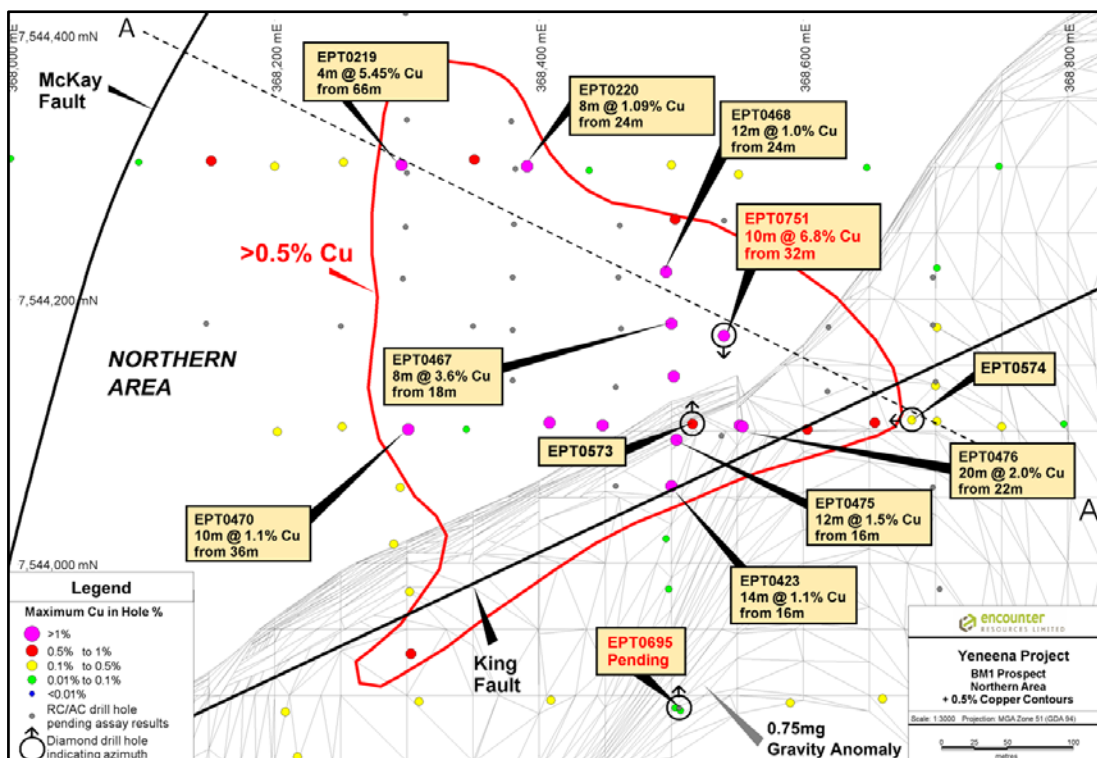 368,000 mE
368,200 mE
368,400 mE
368,600 mE
368,800 mE
7,544,400 mN
A
McKay
Fault
EPT0219
4m @ 5.45% Cu
from 66m
EPT0220
8m @ 1.09% Cu
from 24m
EPT0468
12m @ 1.0% Cu
from 24m
EPT0751
10m @ 6.8% Cu
from 32m
>0.5% Cu
7,544,200 mN
NORTHERN
AREA
EPT0467
8m @ 3.6% Cu
from 18m
EPT0574
EPT0573
EPT0476
20m @ 2.0% Cu
from 22m
A
EPT0475
12m @ 1.5% Cu
from 16m
EPT0470
10m @ 1.1% Cu
from 36m
7,544,000 mN
EPT0423
14m @ 1.1% Cu
from 16m
King
Fault
EPT0695
Pending
0.75mg
Gravity Anomaly
Legend
Maximum Cu in Hole %
>1%
0.5% to 1%
0.1% to 0.5%
0.01% to 0.1%
<0.01%
RC/AC drill hole
pending assay results
Diamond drill hole
indicating azimuth
encounter
RESOURCES LIMITED
Yeneena Project
BM1 Prospect
Northern Area
+ 0.5% Copper Contours
Scale: 1:3000 Projection: MGA Zone 51 (GDA 94)
0 25 50 100
metres